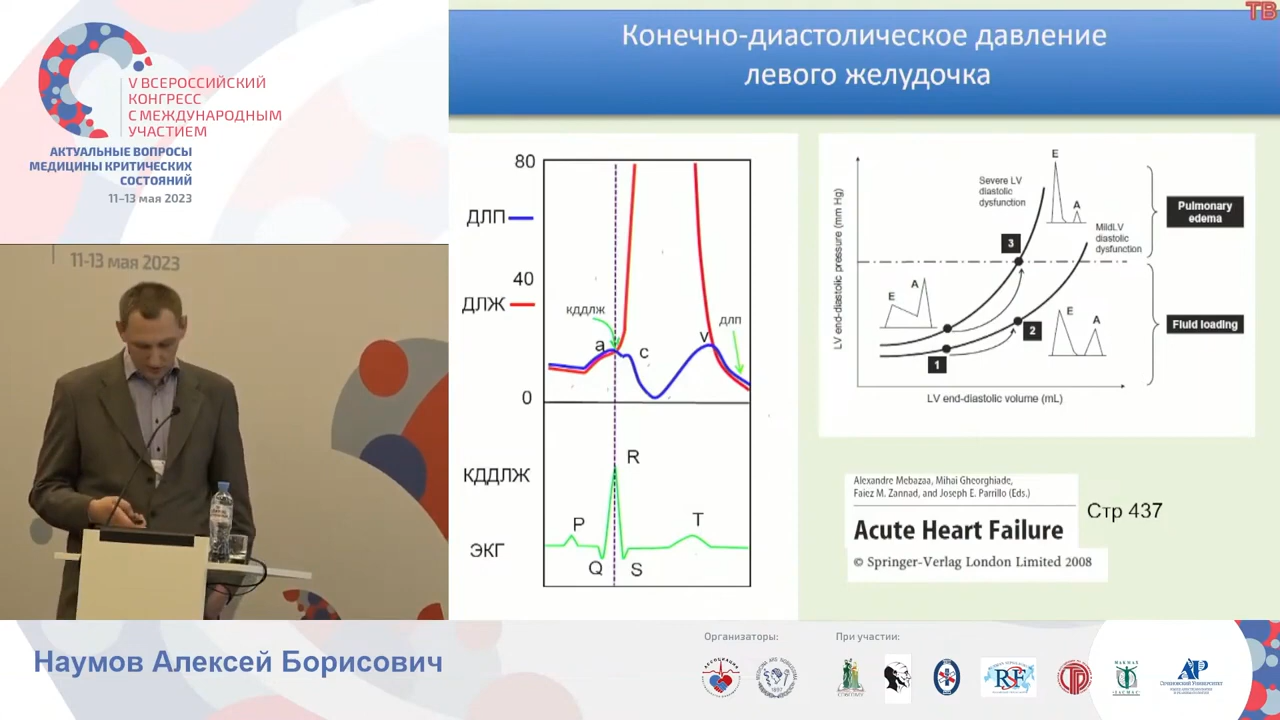 V ВСЕРОССИЙСКИЙ
КОНГРЕСС
С МЕЖДУНАРОДНЫМ
УЧАСТИЕМ
АКТУАЛЬНЫЕ ВОПРОСЫ
МЕДИЦИНЫ КРИТИЧЕСКИХ
СОСТОЯНИЙ
11–13 мая 2023
11-13 мая 2023
ТВ
Конечно-диастолическое давление
левого желудочка
80
ДЛП
40
ДЛЖ
кддлж
длп
a
c
v
0
КДДЛЖ
R
P
T
ЭКГ
Q
S
LV end-diastolic pressure (mm Hg)
Severe LV
diastolic
dysfunction
E
A
Pulmonary
edema
MildLV
diastolic
dysfunction
3
A
E
E
A
2
1
Fluid loading
LV end-diastolic volume (mL)
Alexandre Mebazaa, Mihai Gheorghiade,
Faiez M. Zannad, and Joseph E. Parrillo (Eds.)
Стр 437
Acute Heart Failure
© Springer-Verlag London Limited 2008
Наумов Алексей Борисович
Организаторы:
При участии: